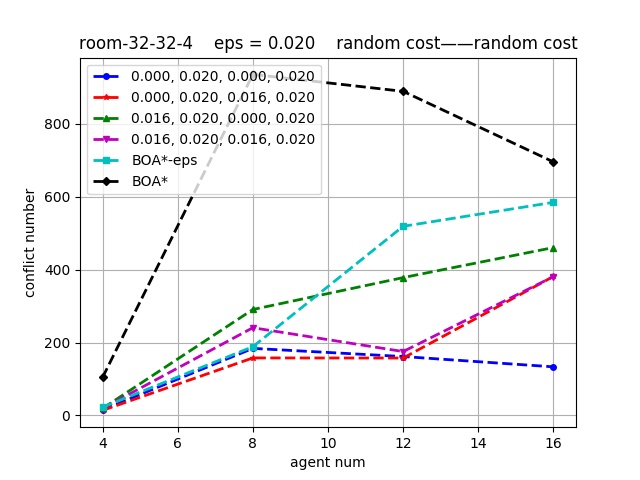 room-32-32-4    eps = 0.020    random cost——random cost
0.000, 0.020, 0.000, 0.020
0.000, 0.020, 0.016, 0.020
0.016, 0.020, 0.000, 0.020
0.016, 0.020, 0.016, 0.020
BOA*-eps
BOA*
conflict number
800
600
400
200
0
4 6 8 10 12 14 16
agent num